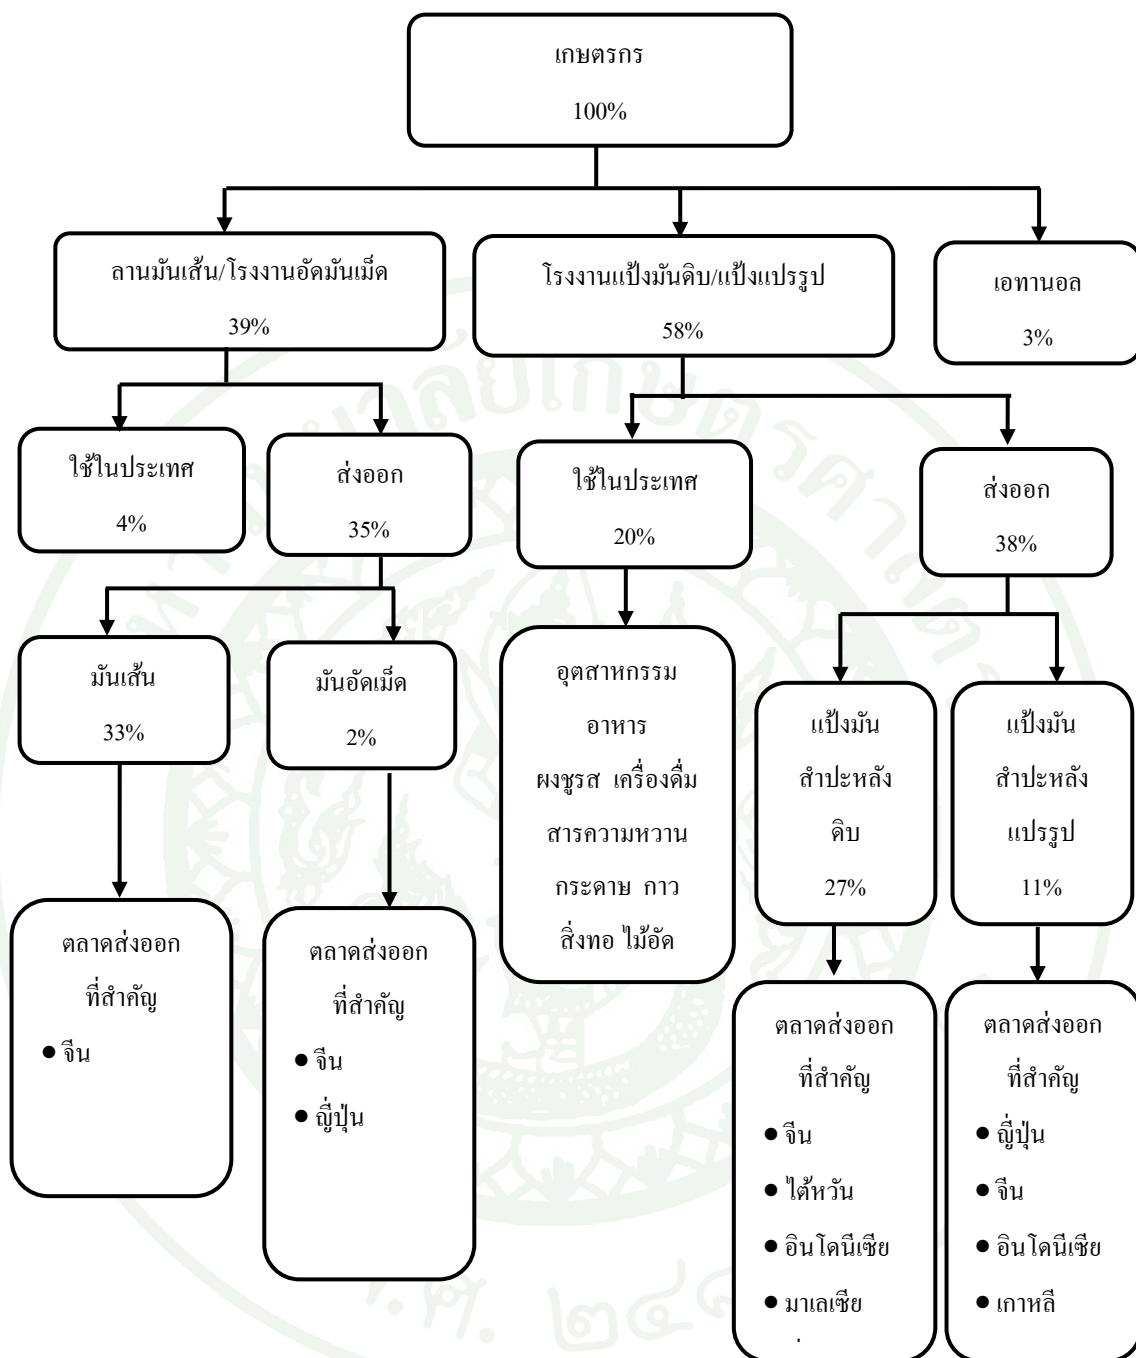 เกษตรกร
100%
ลานมันเส้น/โรงงานอัดมันเม็ด
39%
โรงงานแป้งมันดิบ/แป้งแปรรูป
58%
เอทานอล
3%
ใช้ในประเทศ
4%
ส่งออก
35%
ใช้ในประเทศ
20%
ส่งออก
38%
มันเส้น
33%
มันอัดเม็ด
2%
อุตสาหกรรม
อาหาร
ผงชูรส เครื่องดื่ม
สารความหวาน
กระดาษ กาว
สิ่งทอ ไม้อัด
แป้งมัน
สำปะหลัง
ดิบ
27%
แป้งมัน
สำปะหลัง
แปรรูป
11%
ตลาดส่งออก
ที่สำคัญ
● จีน
ตลาดส่งออก
ที่สำคัญ
● จีน
● ญี่ปุ่น
ตลาดส่งออก
ที่สำคัญ
● จีน
● ไต้หวัน
● อินโดนีเซีย
● มาเลเซีย
ตลาดส่งออก
ที่สำคัญ
● ญี่ปุ่น
● จีน
● อินโดนีเซีย
● เกาหลี